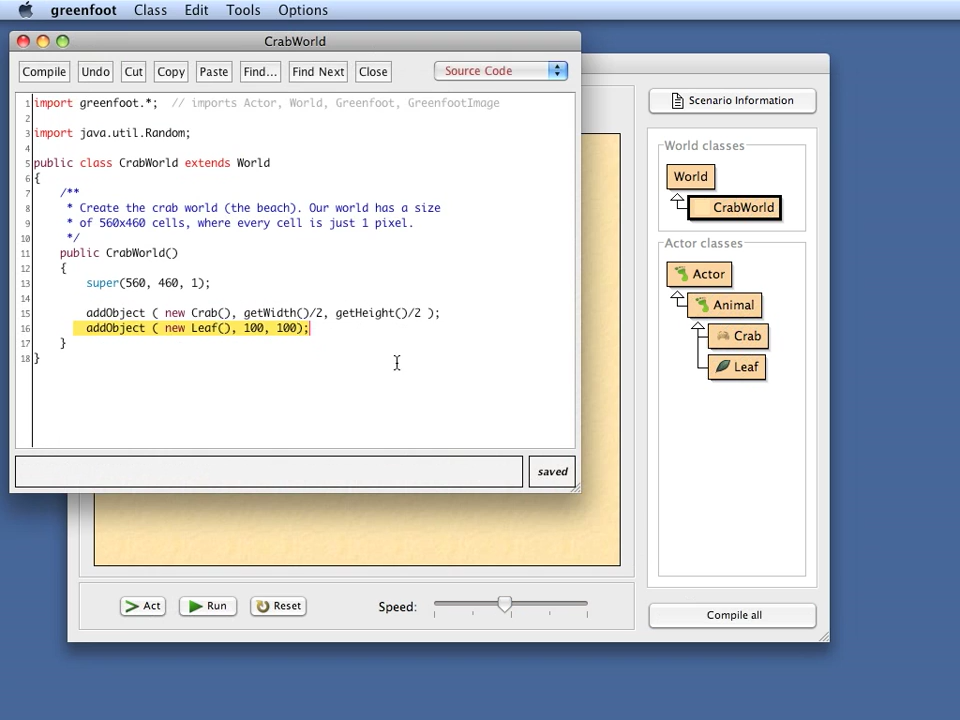 greenfoot Class Edit Tools Options
CrabWorld
Compile Undo Cut Copy Paste Find... Find Next Close Source Code
1 import greenfoot.*;  // imports Actor, World, Greenfoot, GreenfootImage
2
3 import java.util.Random;
4
5 public class CrabWorld extends World
6 {
7     /**
8      * Create the crab world (the beach). Our world has a size
9      * of 560x460 cells, where every cell is just 1 pixel.
10      */
11     public CrabWorld()
12     {
13         super(560, 460, 1);
14
15         addObject ( new Crab(), getWidth()/2, getHeight()/2 );
16         addObject ( new Leaf(), 100, 100);
17     }
18 }
saved
Scenario Information
World classes
World
CrabWorld
Actor classes
Actor
Animal
Crab
Leaf
Act Run Reset Speed:
Compile all